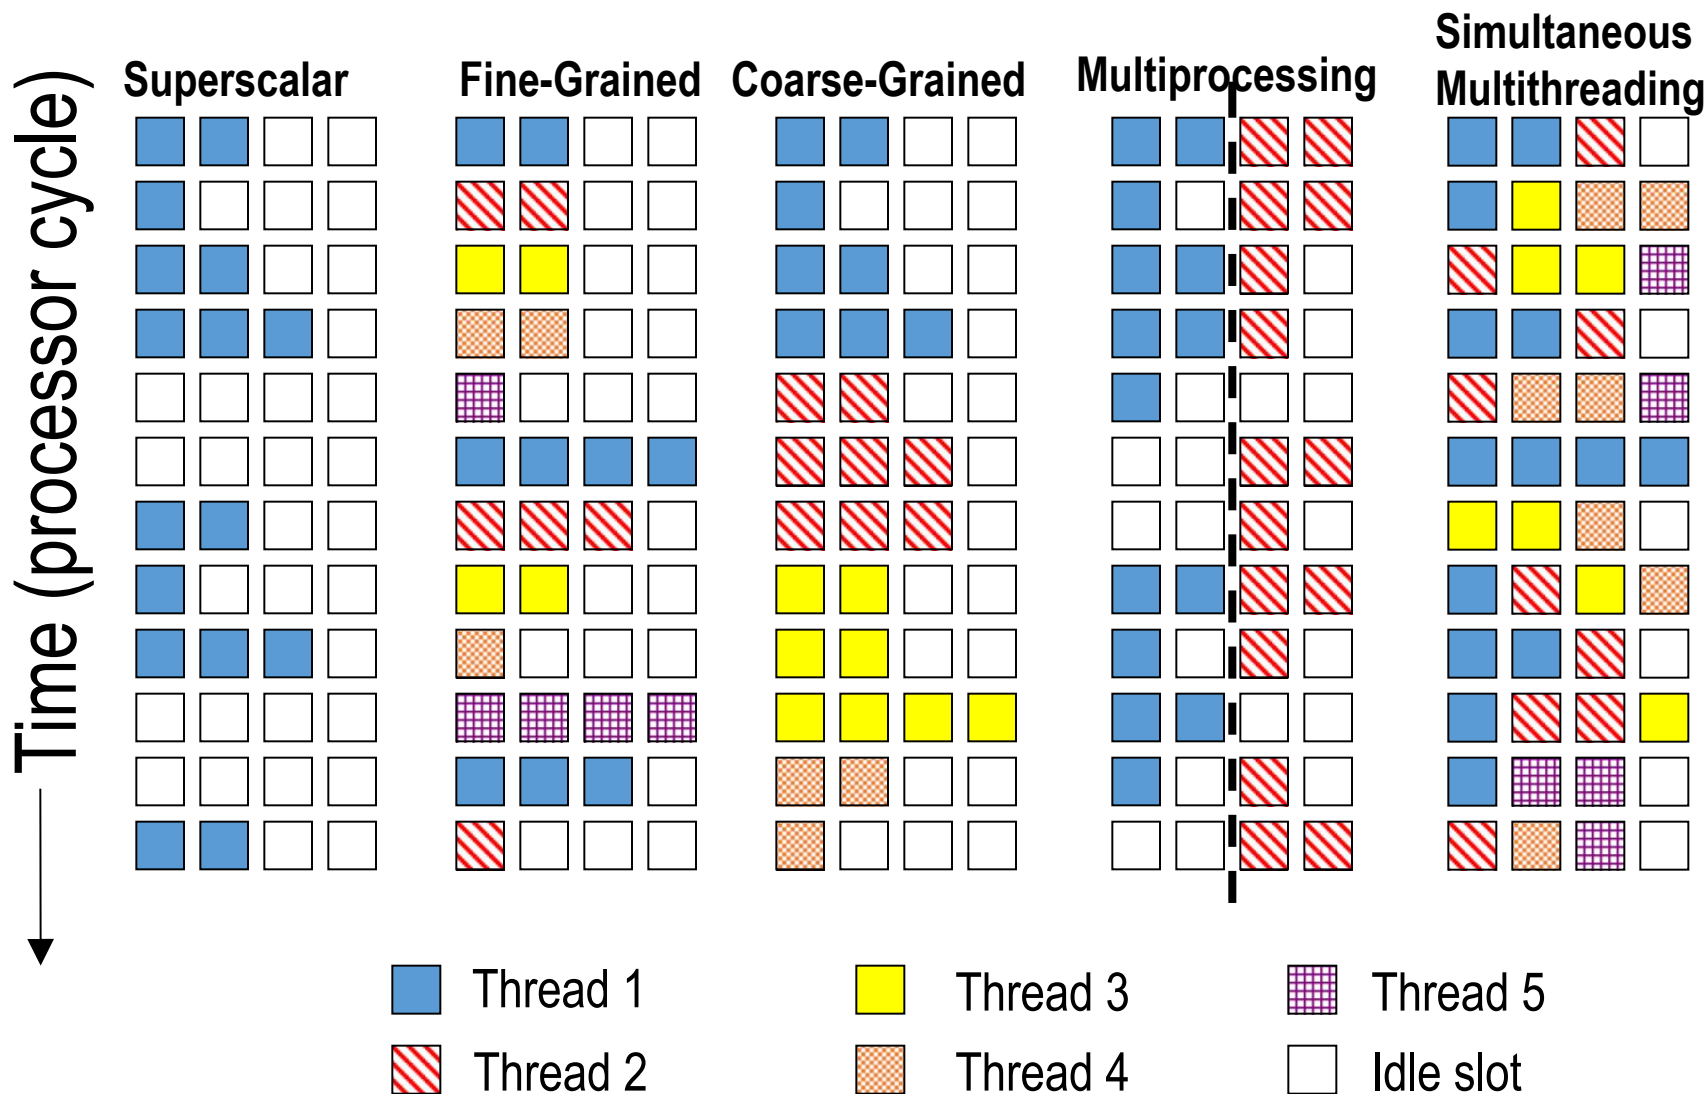 Superscalar
Fine-Grained
Coarse-Grained
Multiprocessing
Simultaneous
Multithreading
Time (processor cycle)
Thread 1
Thread 3
Thread 5
Thread 2
Thread 4
Idle slot